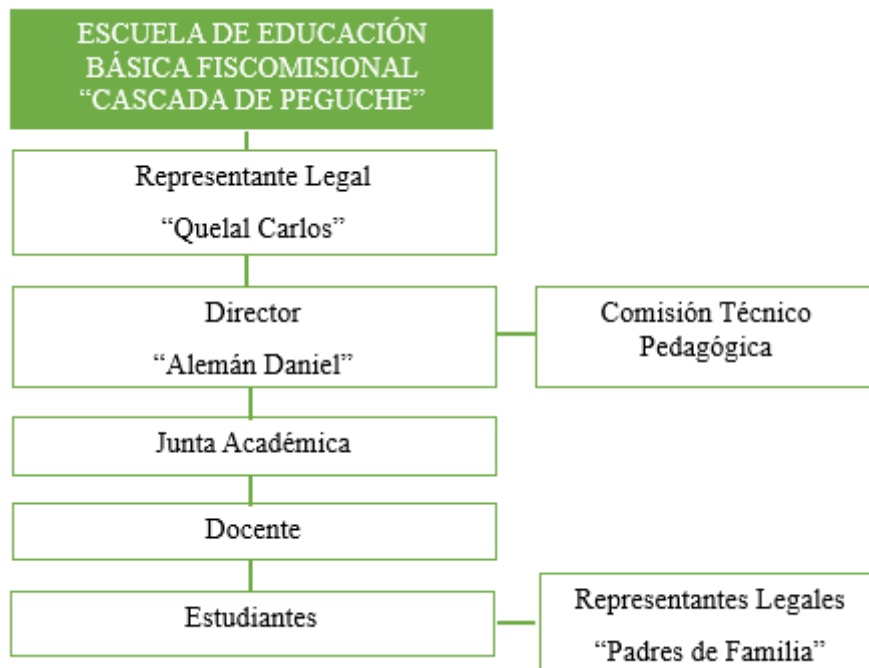 ESCUELA DE EDUCACIÓN
BÁSICA FISCOMISIONAL
“CASCADA DE PEGUCHE”
Representante Legal
“Quelal Carlos”
Director
“Alemán Daniel”
Comisión Técnico
Pedagógica
Junta Académica
Docente
Estudiantes
Representantes Legales
“Padres de Familia”